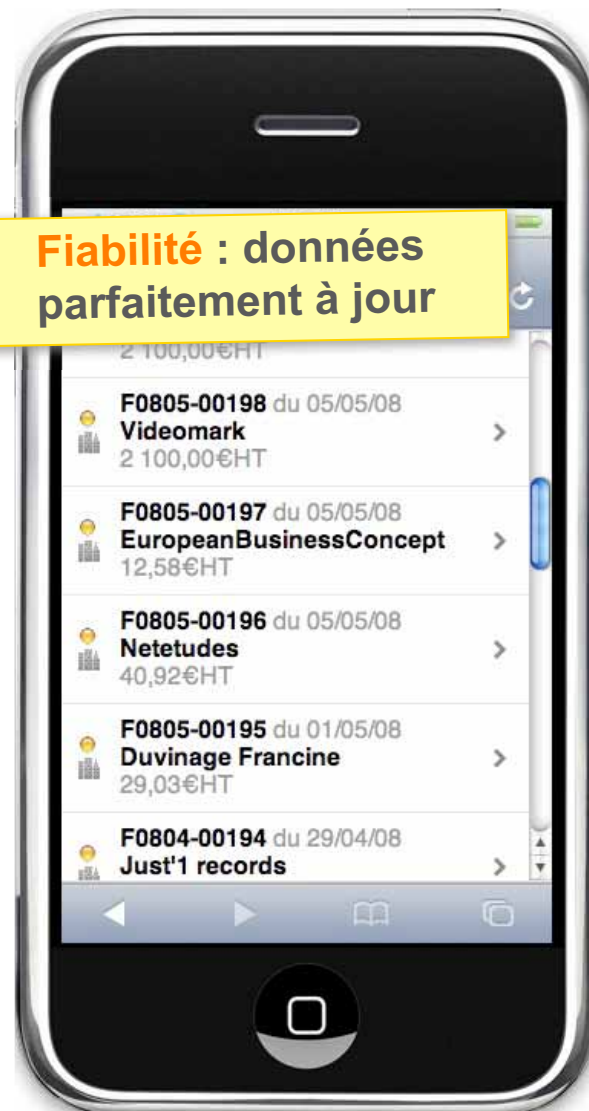 Fiabilité : données
parfaitement à jour
2 100,00€HT
F0805-00198 du 05/05/08
Videomark
2 100,00€HT
F0805-00197 du 05/05/08
EuropeanBusinessConcept
12,58€HT
F0805-00196 du 05/05/08
Netetudes
40,92€HT
F0805-00195 du 01/05/08
Duvinage Francine
29,03€HT
F0804-00194 du 29/04/08
Just'1 records